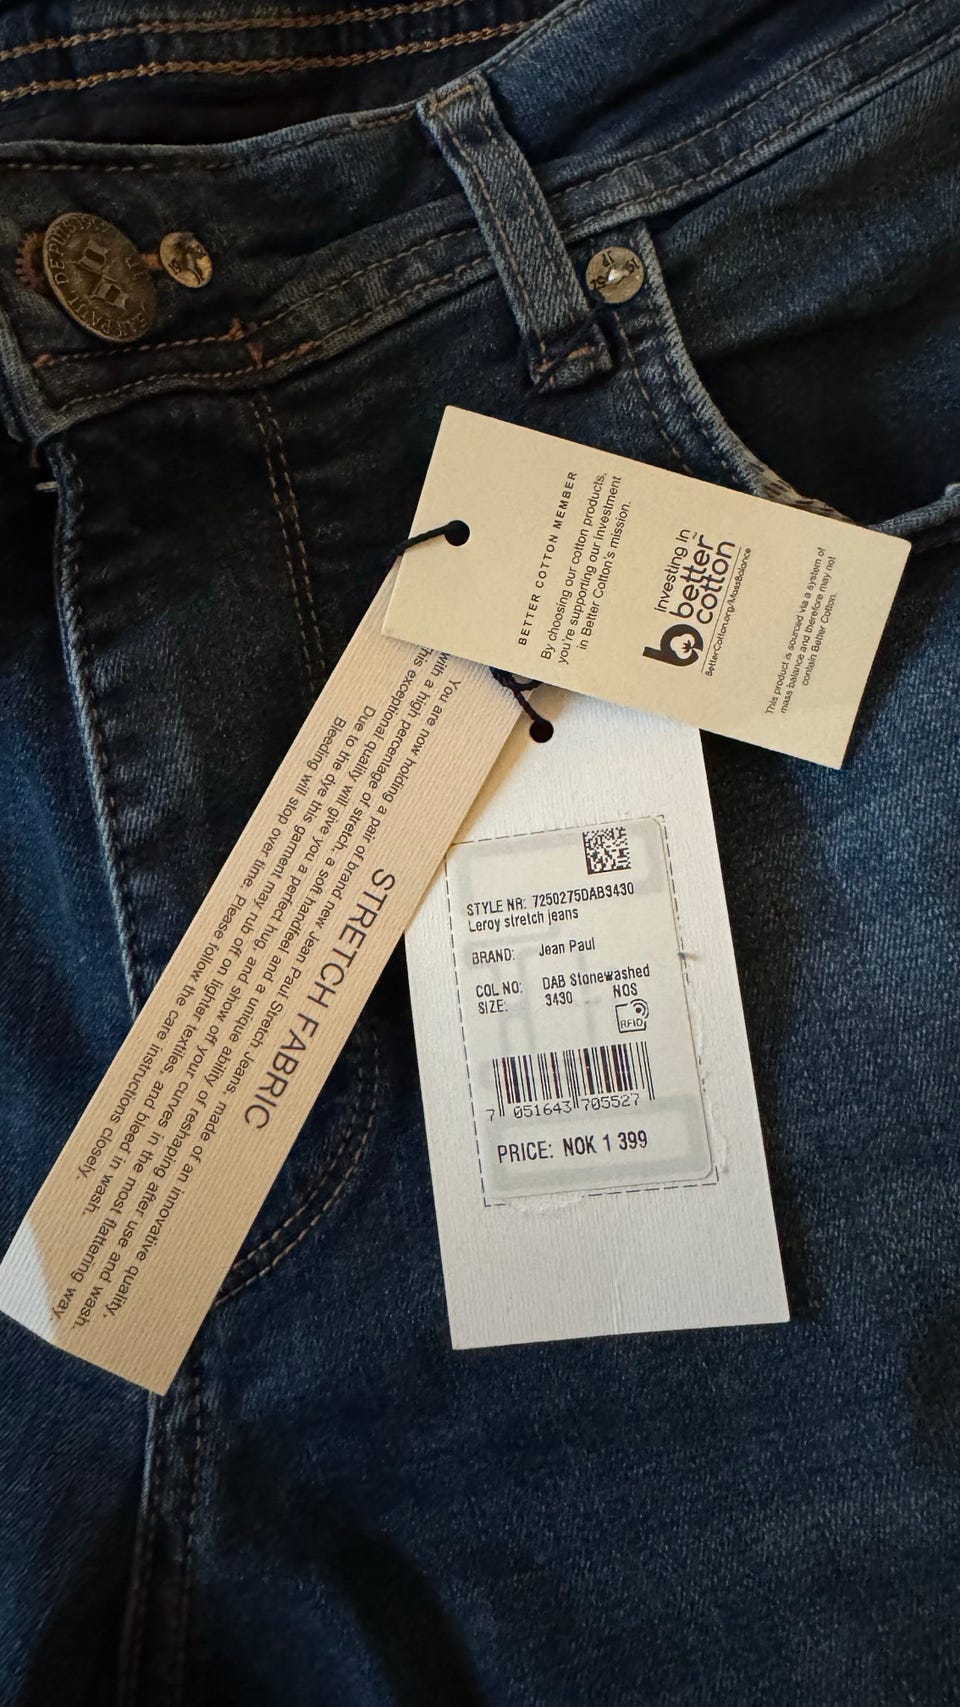 BETTER COTTON MEMBER
By choosing our cotton products,
you're supporting our investment
in Better Cotton's mission.
investing in
better
cotton
BetterCotton.org/MassBalance
This product is sourced via a system of
mass balance and therefore may not
contain Better Cotton.
STRETCH FABRIC
You are now holding a pair of brand new Jean Paul Stretch Jeans, made of an innovative quality.
with a high percentage of stretch, a soft handfeel and a unique ability of reshaping after use and wash.
This exceptional quality will give you a perfect hug, and show off your curves in the most flattering way.
Due to the dye this garment may rub off on lighter textiles, and bleed in wash.
Bleeding will stop over time. Please follow the care instructions closely.
STYLE NR: 7250275DAB3430
Leroy stretch jeans
BRAND: Jean Paul
COL NO: DAB Stonewashed
SIZE: 3430 NOS
RFID
7 051643 705527
PRICE: NOK 1 399